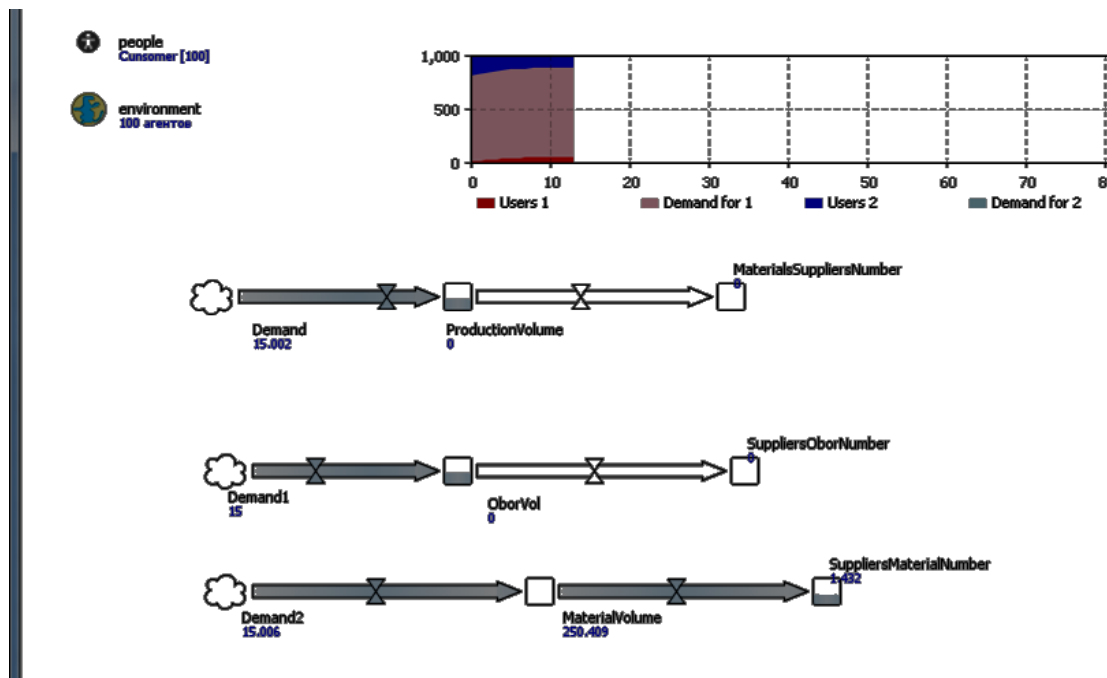 people
Cunsomer [100]
environment
100 агентов
1,000
500
0
0 10 20 30 40 50 60 70
Users 1 Demand for 1 Users 2 Demand for 2
MaterialsSuppliersNumber
0
Demand
15.002
ProductionVolume
0
SuppliersOborNumber
0
Demand1
15
OborVol
0
SuppliersMaterialNumber
1.432
Demand2
15.006
MaterialVolume
250.409